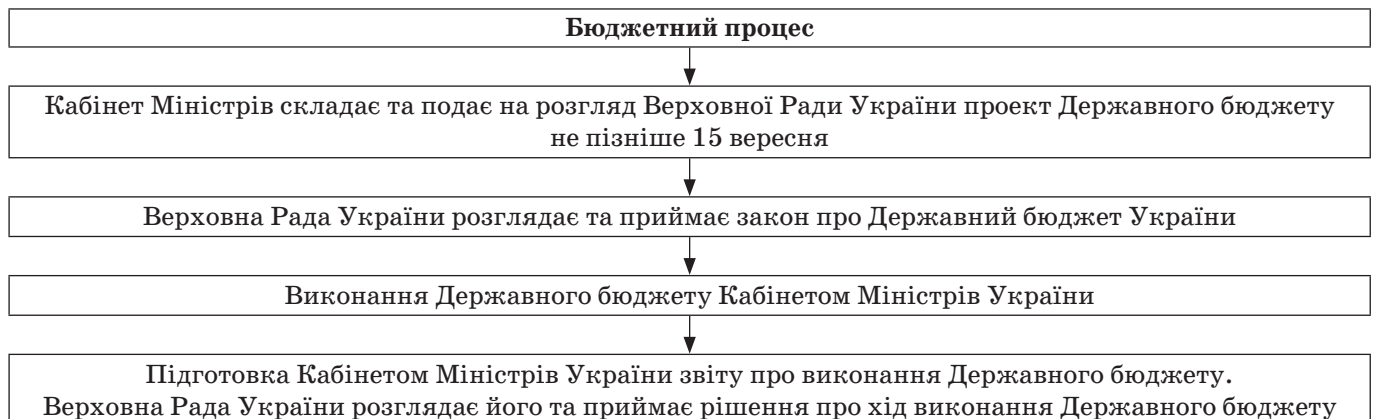 Бюджетний процес
Кабінет Міністрів складає та подає на розгляд Верховної Ради України проект Державного бюджету
не пізніше 15 вересня
Верховна Рада України розглядає та приймає закон про Державний бюджет України
Виконання Державного бюджету Кабінетом Міністрів України
Підготовка Кабінетом Міністрів України звіту про виконання Державного бюджету.
Верховна Рада України розглядає його та приймає рішення про хід виконання Державного бюджету